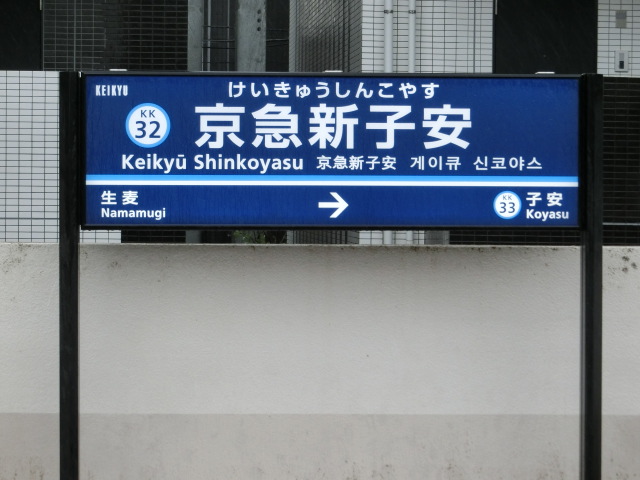 KEIKYU
けいきゅうしんこやす
KK
32
京急新子安
Keikyū Shinkoyasu 京急新子安 게이큐 신코야스
生麦
Namamugi
→
KK
33
子安
Koyasu